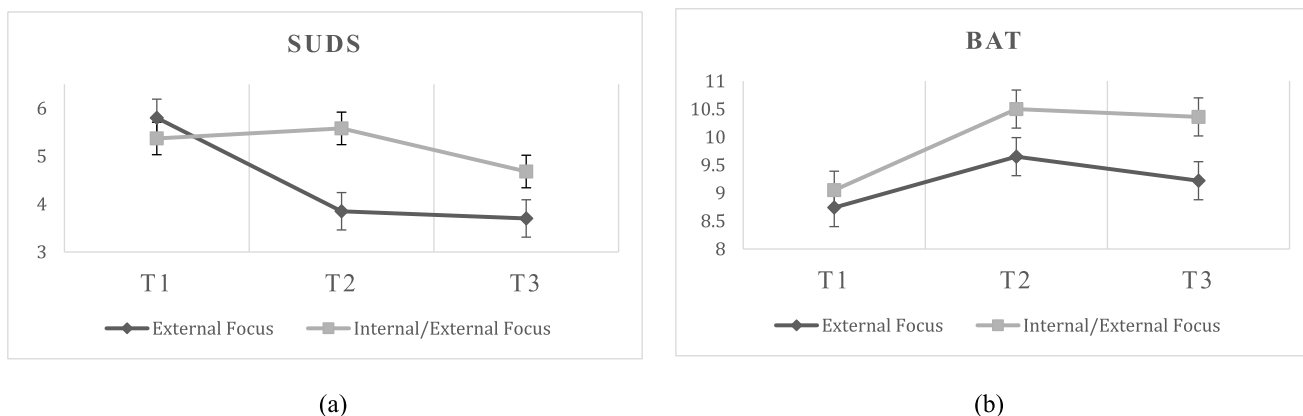 SUDS
6
5
4
3
T1 T2 T3
External Focus Internal/External Focus
(a)
BAT
11
10.5
10
9.5
9
8.5
8
T1 T2 T3
External Focus Internal/External Focus
(b)